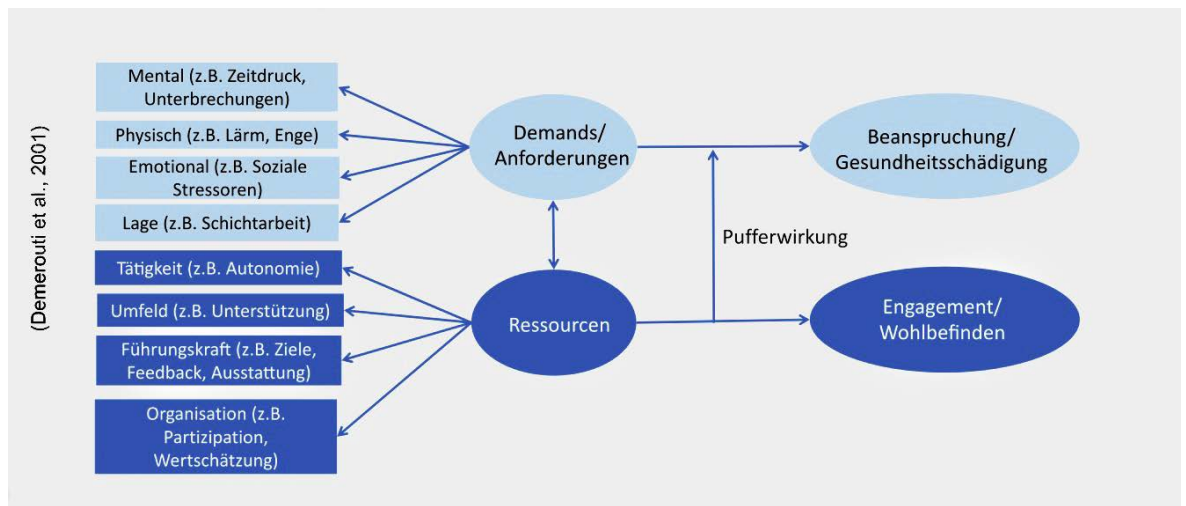 (Demerouti et al., 2001)
Mental (z.B. Zeitdruck,
Unterbrechungen)
Physisch (z.B. Lärm, Enge)
Emotional (z.B. Soziale
Stressoren)
Lage (z.B. Schichtarbeit)
Tätigkeit (z.B. Autonomie)
Umfeld (z.B. Unterstützung)
Führungskraft (z.B. Ziele,
Feedback, Ausstattung)
Organisation (z.B.
Partizipation,
Wertschätzung)
Demands/
Anforderungen
Ressourcen
Pufferwirkung
Beanspruchung/
Gesundheitsschädigung
Engagement/
Wohlbefinden